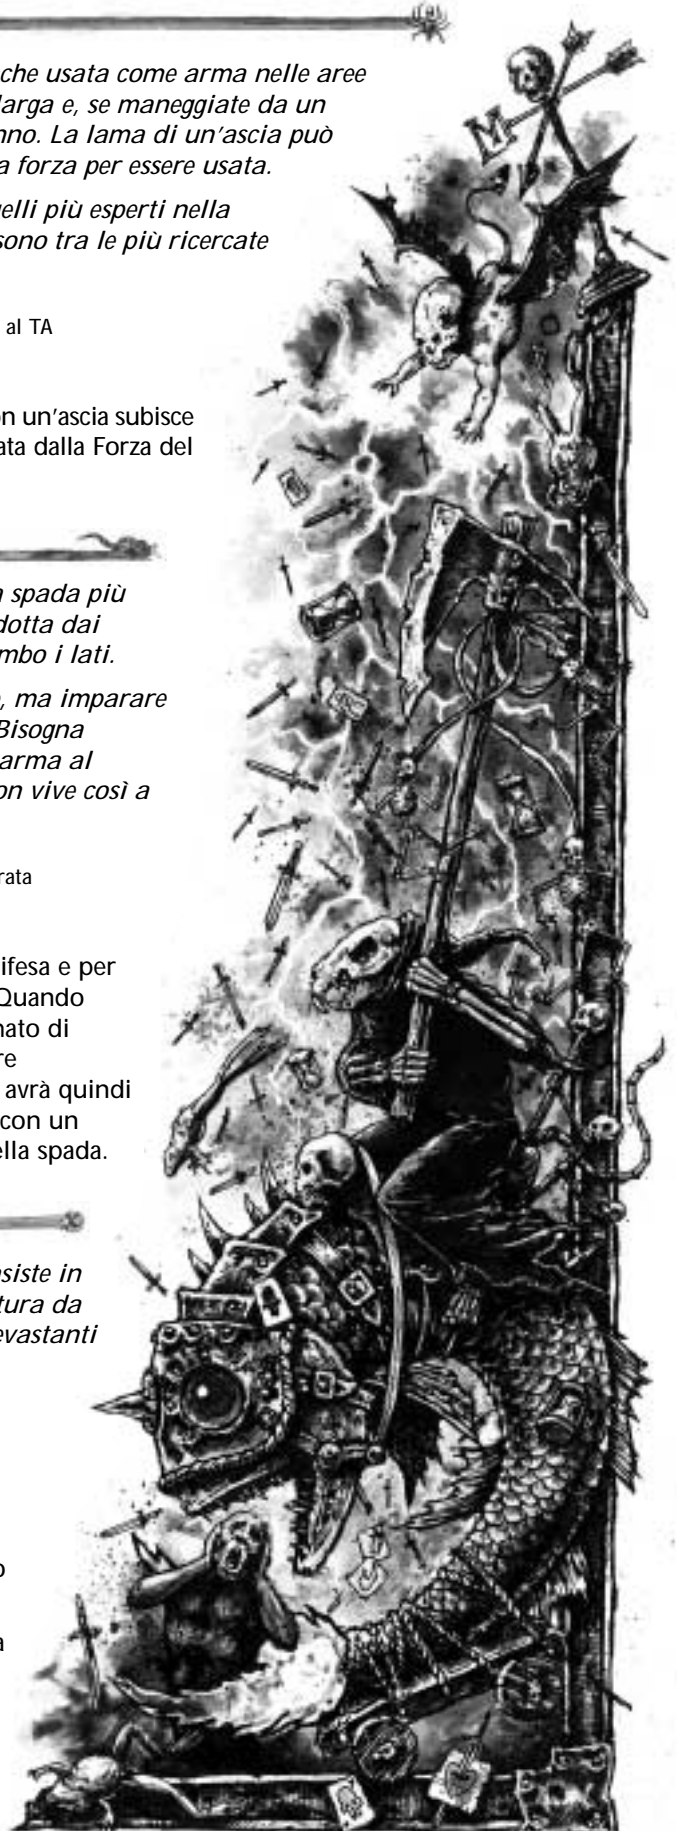 che usata come arma nelle aree
larga e, se maneggiate da un
nno. La lama di un'ascia può
a forza per essere usata.
elli più esperti nella
sono tra le più ricercate
al TA
on un'ascia subisce
ata dalla Forza del
a spada più
dotta dai
mbo i lati.
o, ma imparare
Bisogna
arma al
on vive così a
rata
ifesa e per
Quando
nato di
re
avrà quindi
con un
ella spada.
siste in
tura da
evastanti
o
a